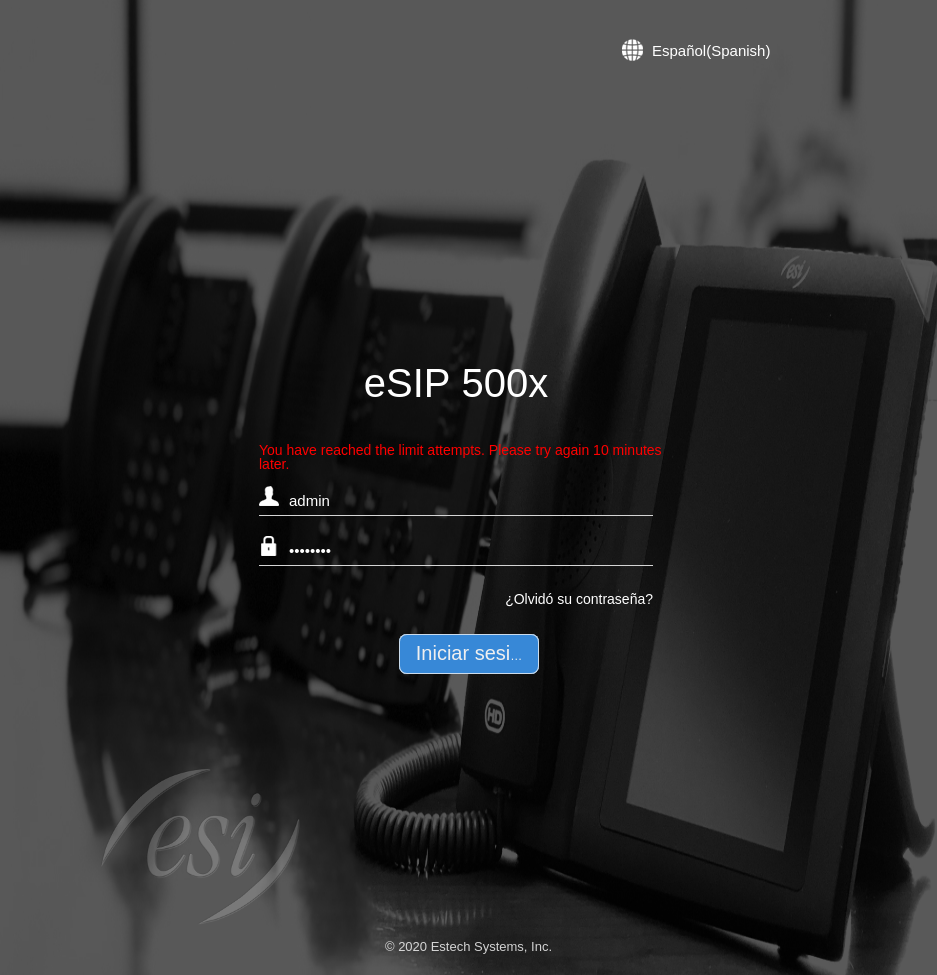 Español(Spanish)
esi
eSIP 500x
You have reached the limit attempts. Please try again 10 minutes
later.
admin
••••••••
¿Olvidó su contraseña?
Iniciar sesi...
HD
esi
© 2020 Estech Systems, Inc.